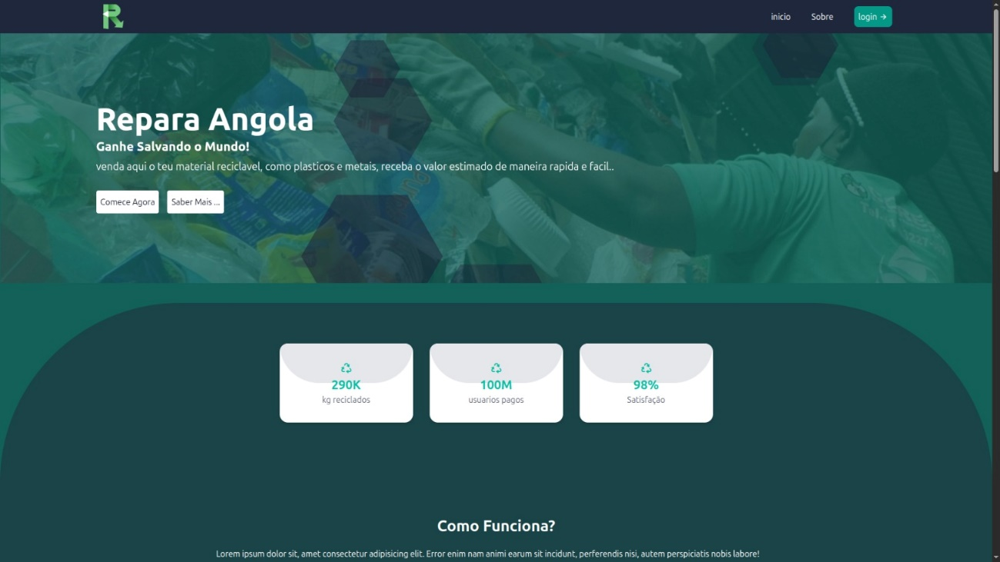 inicio
Sobre
login →
Repara Angola
Ganhe Salvando o Mundo!
venda aqui o teu material reciclavel, como plasticos e metais, receba o valor estimado de maneira rapida e facil..
Comece Agora
Saber Mais ...
290K
kg reciclados
100M
usuarios pagos
98%
Satisfação
Como Funciona?
Lorem ipsum dolor sit, amet consectetur adipisicing elit. Error enim nam animi earum sit incidunt, perferendis nisi, autem perspiciatis nobis labore!